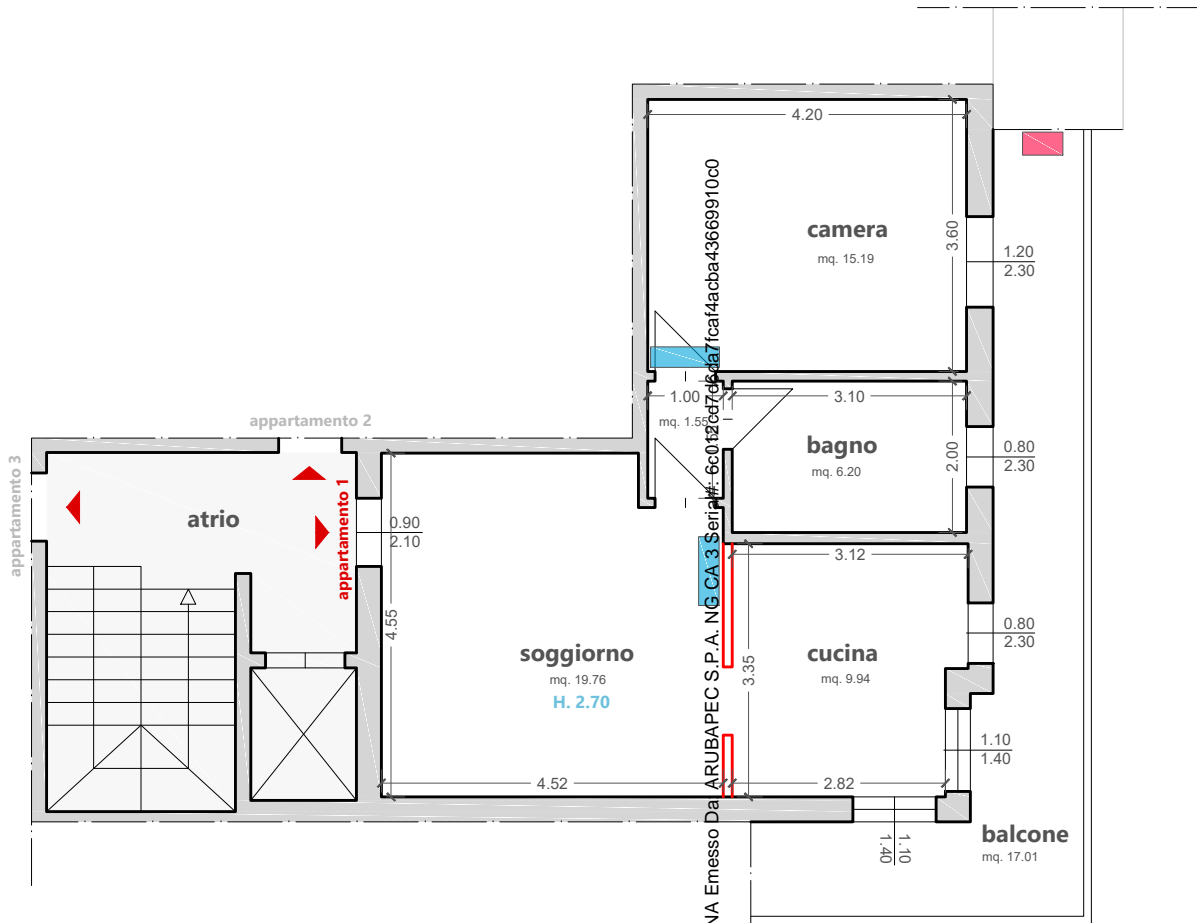 4.20
camera
mq. 15.19
3.60
1.20
2.30
1.00
mq. 1.55
3.10
bagno
mq. 6.20
2.00
0.80
2.30
appartamento 2
appartamento 3
atrio
appartamento 1
0.90
2.10
4.55
soggiorno
mq. 19.76
H. 2.70
4.52
3.12
cucina
mq. 9.94
3.35
0.80
2.30
2.82
1.10
1.40
1.10
1.40
balcone
mq. 17.01
NA Emesso Da: ARUBAPEC S.P.A. NG CA 3 Serial#: 6c012cd7d6da7fcaf4acba43669910c0